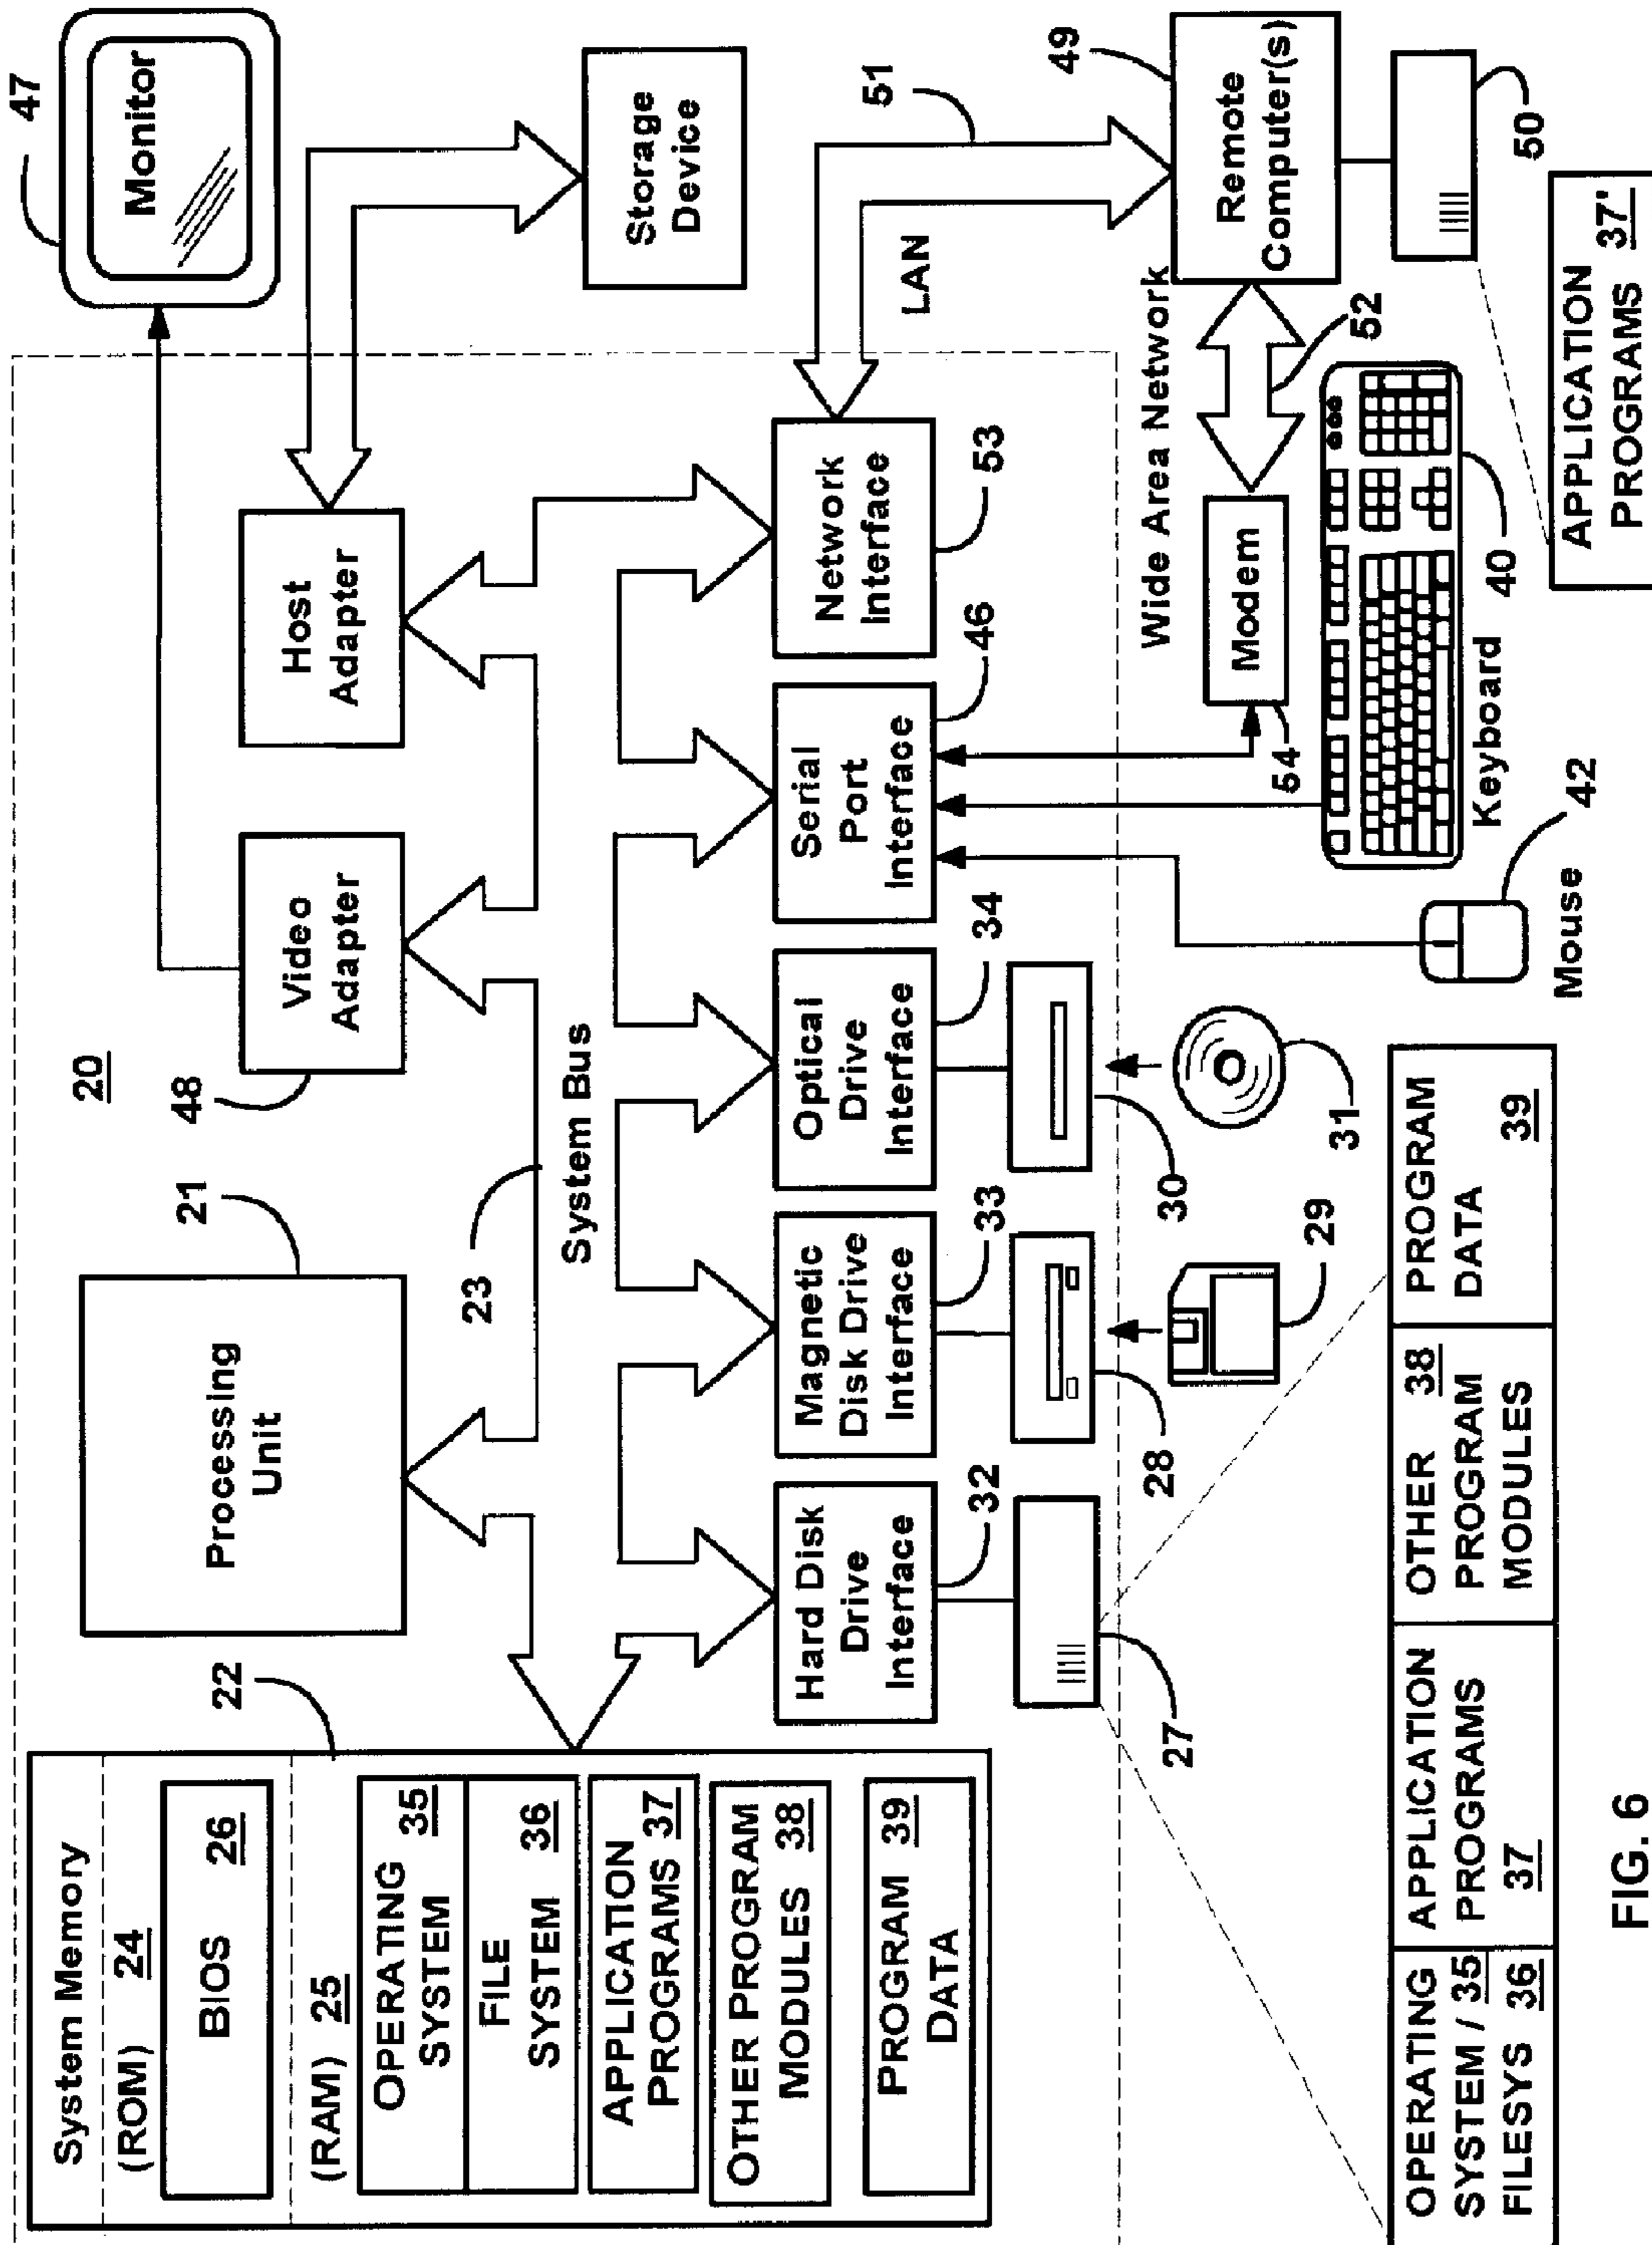 System Memory
(ROM) 24
BIOS 26
(RAM) 25
OPERATING
SYSTEM 35
FILE
SYSTEM 36
APPLICATION
PROGRAMS 37
OTHER PROGRAM
MODULES 38
PROGRAM 39
DATA
22
Processing
Unit
21
20
23
System Bus
Video
Adapter
48
Host
Adapter
47
Monitor
Storage
Device
Hard Disk
Drive
Interface
32
Magnetic
Disk Drive
Interface
33
Optical
Drive
Interface
34
Serial
Port
Interface
46
Network
Interface
53
LAN
51
27
28
29
30
31
Wide Area Network
Modem
54
52
Remote
Computer(s)
49
50
Mouse
42
Keyboard
40
OPERATING
SYSTEM / 35
FILESYS 36
APPLICATION
PROGRAMS
37
OTHER 38
PROGRAM
MODULES
PROGRAM
DATA
39
APPLICATION
PROGRAMS 37'
FIG. 6